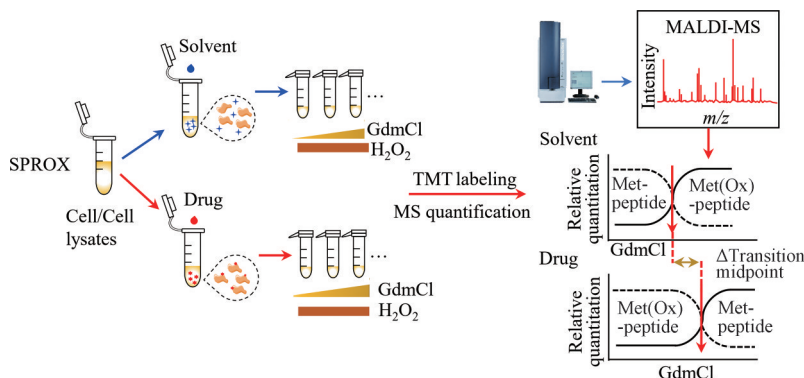 SPROX
Cell/Cell
lysates
Solvent
...
GdmCl
H₂O₂
Drug
...
GdmCl
H₂O₂
TMT labeling
MS quantification
MALDI-MS
Intensity
m/z
Solvent
Relative
quantitation
Met-
peptide
Met(Ox)
-peptide
GdmCl
ΔTransition
midpoint
Drug
Relative
quantitation
Met(Ox)
-peptide
Met-
peptide
GdmCl